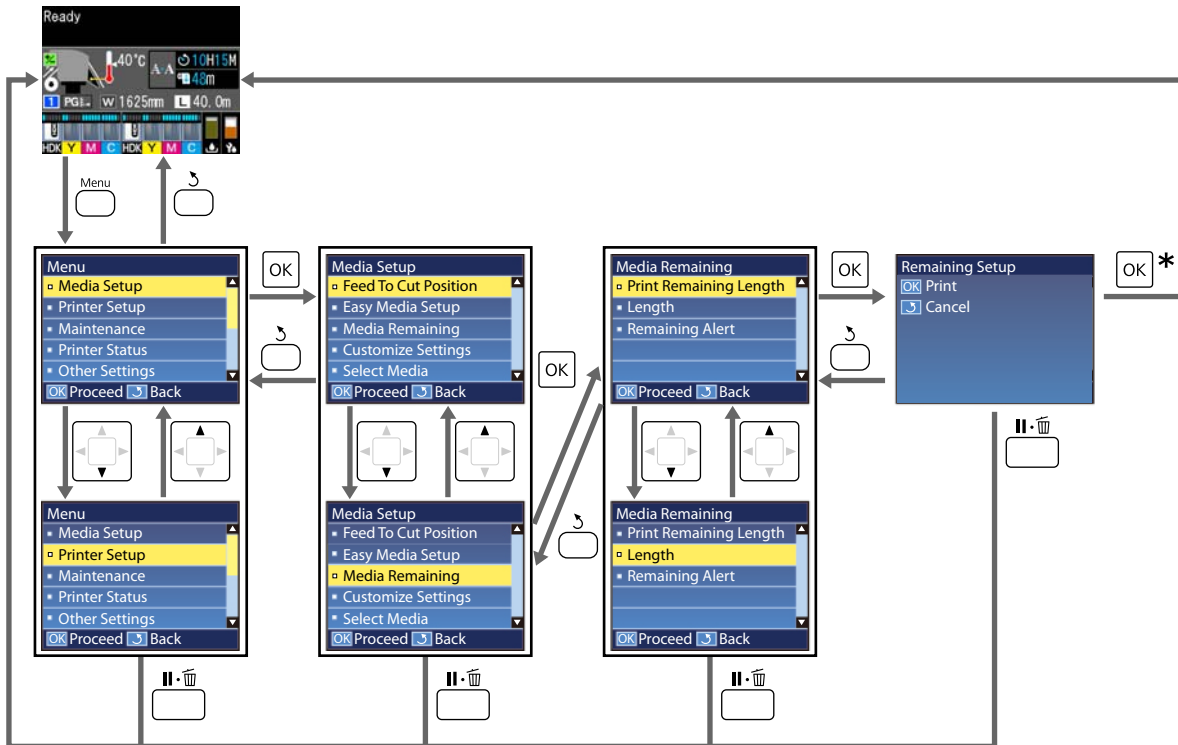 Ready
40°C
A-A
10H15M
48m
1 PG W 1625mm L 40. 0m
HDK Y M C HDK Y M C
Menu
Menu
Media Setup
Printer Setup
Maintenance
Printer Status
Other Settings
OK Proceed Back
OK
Media Setup
Feed To Cut Position
Easy Media Setup
Media Remaining
Customize Settings
Select Media
OK Proceed Back
OK
Media Remaining
Print Remaining Length
Length
Remaining Alert
OK Proceed Back
OK
Remaining Setup
OK Print
Cancel
OK *
Menu
Media Setup
Printer Setup
Maintenance
Printer Status
Other Settings
OK Proceed Back
Media Setup
Feed To Cut Position
Easy Media Setup
Media Remaining
Customize Settings
Select Media
OK Proceed Back
Media Remaining
Print Remaining Length
Length
Remaining Alert
OK Proceed Back